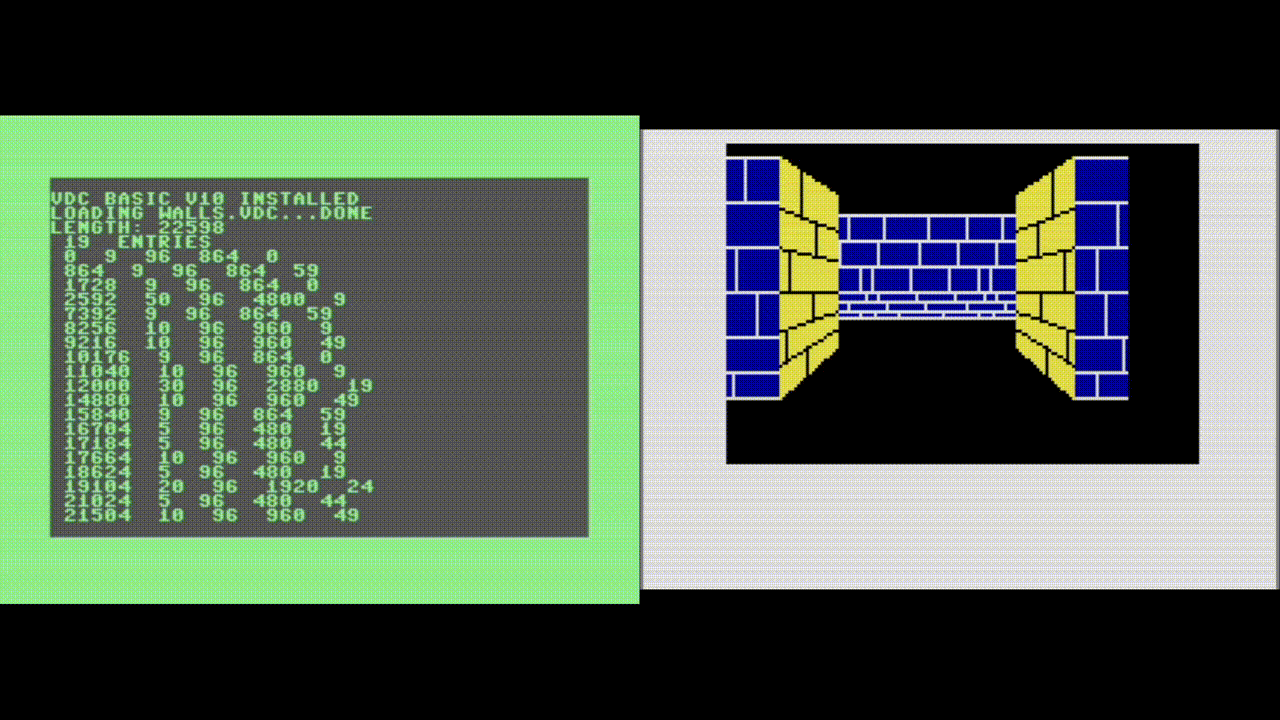 VDC BASIC V10 INSTALLED
LOADING WALLS.VDC...DONE
LENGTH: 22598
19 ENTRIES
0 9 96 864 0
864 9 96 864 59
1728 9 96 864 0
2592 50 96 4800 9
7392 9 96 864 59
8256 10 96 960 9
9216 10 96 960 49
10176 9 96 864 0
11040 10 96 960 9
12000 30 96 2880 19
14880 10 96 960 49
15840 9 96 864 59
16704 5 96 480 19
17184 5 96 480 44
17664 10 96 960 9
18624 5 96 480 19
19104 20 96 1920 24
21024 5 96 480 44
21504 10 96 960 49